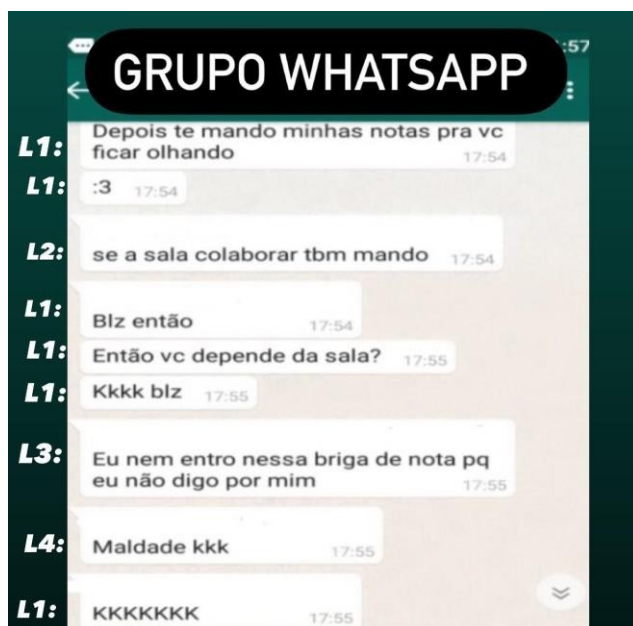 :57
GRUPO WHATSAPP
L1: Depois te mando minhas notas pra vc
ficar olhando 17:54
L1: :3 17:54
L2: se a sala colaborar tbm mando 17:54
L1: Blz então 17:54
L1: Então vc depende da sala? 17:55
L1: Kkkk blz 17:55
L3: Eu nem entro nessa briga de nota pq
eu não digo por mim 17:55
L4: Maldade kkk 17:55
L1: KKKKKKK 17:55